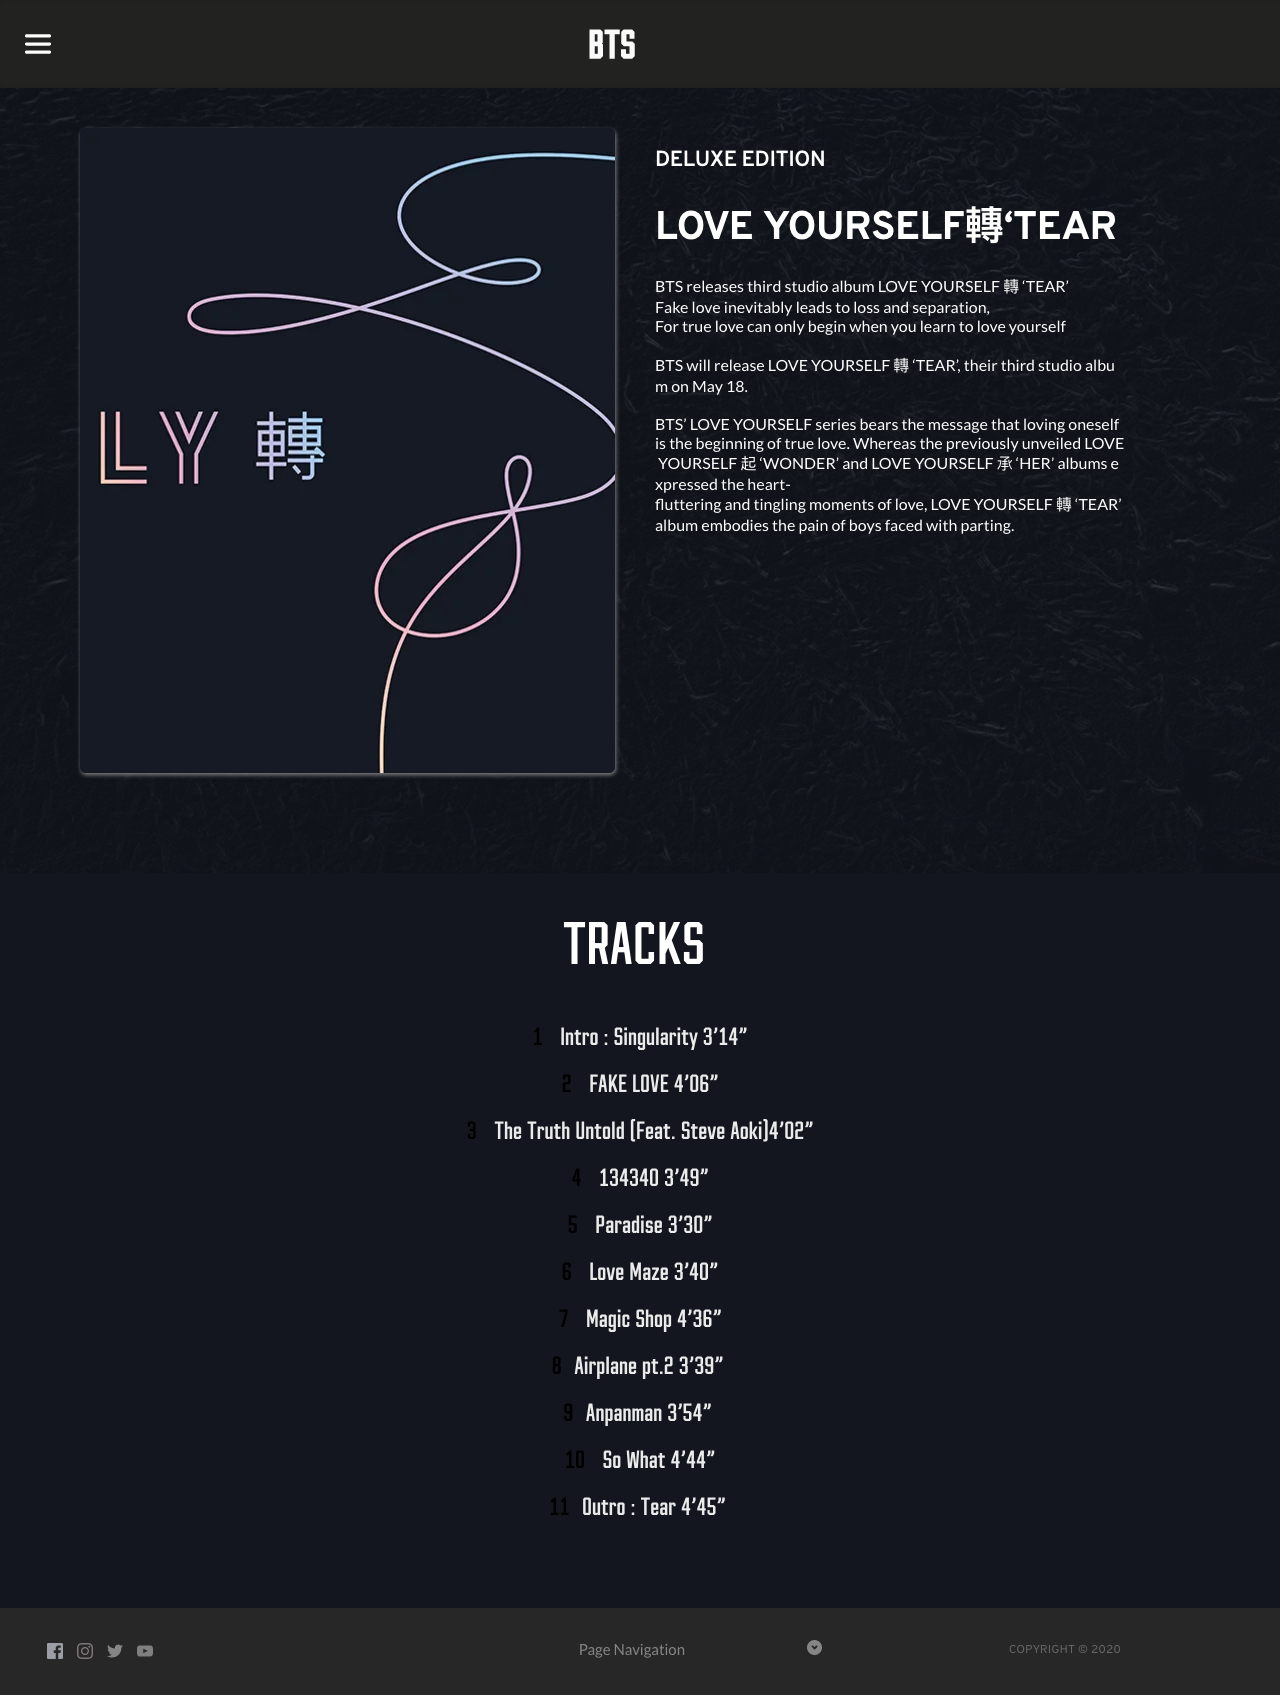 BTS
DELUXE EDITION
LOVE YOURSELF轉‘TEAR
BTS releases third studio album LOVE YOURSELF 轉 ‘TEAR’
Fake love inevitably leads to loss and separation,
For true love can only begin when you learn to love yourself
BTS will release LOVE YOURSELF 轉 ‘TEAR’, their third studio albu
m on May 18.
BTS’ LOVE YOURSELF series bears the message that loving oneself
is the beginning of true love. Whereas the previously unveiled LOVE
YOURSELF 起 ‘WONDER’ and LOVE YOURSELF 承 ‘HER’ albums e
xpressed the heart-
fluttering and tingling moments of love, LOVE YOURSELF 轉 ‘TEAR’
album embodies the pain of boys faced with parting.
LY 轉
TRACKS
1 Intro : Singularity 3’14”
2 FAKE LOVE 4’06”
3 The Truth Untold (Feat. Steve Aoki)4’02”
4 134340 3’49”
5 Paradise 3’30”
6 Love Maze 3’40”
7 Magic Shop 4’36”
8 Airplane pt.2 3’39”
9 Anpanman 3’54”
10 So What 4’44”
11 Outro : Tear 4’45”
Page Navigation
COPYRIGHT © 2020